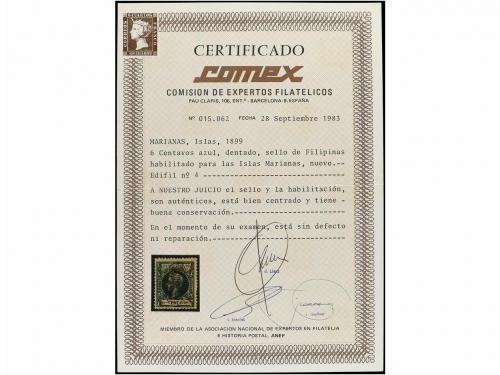 CERTIFICADO
comex
COMISION DE EXPERTOS FILATELICOS
PAU CLARIS, 106, ENT.º - BARCELONA-9. ESPAÑA
Nº 015.062 FECHA 28 Septiembre 1983
MARIANAS, Islas, 1899
6 Centavos azul, dentado, sello de Filipinas
habilitado para las Islas Marianas, nuevo.--
Edifil nº 4
A NUESTRO JUICIO el sello y la habilitación,
son auténticos, está bien centrado y tiene -
buena conservación.
En el momento de su examen, está sin defecto
ni reparación.
MIEMBRO DE LA ASOCIACION NACIONAL DE EXPERTOS EN FILATELIA
E HISTORIA POSTAL. ANEF